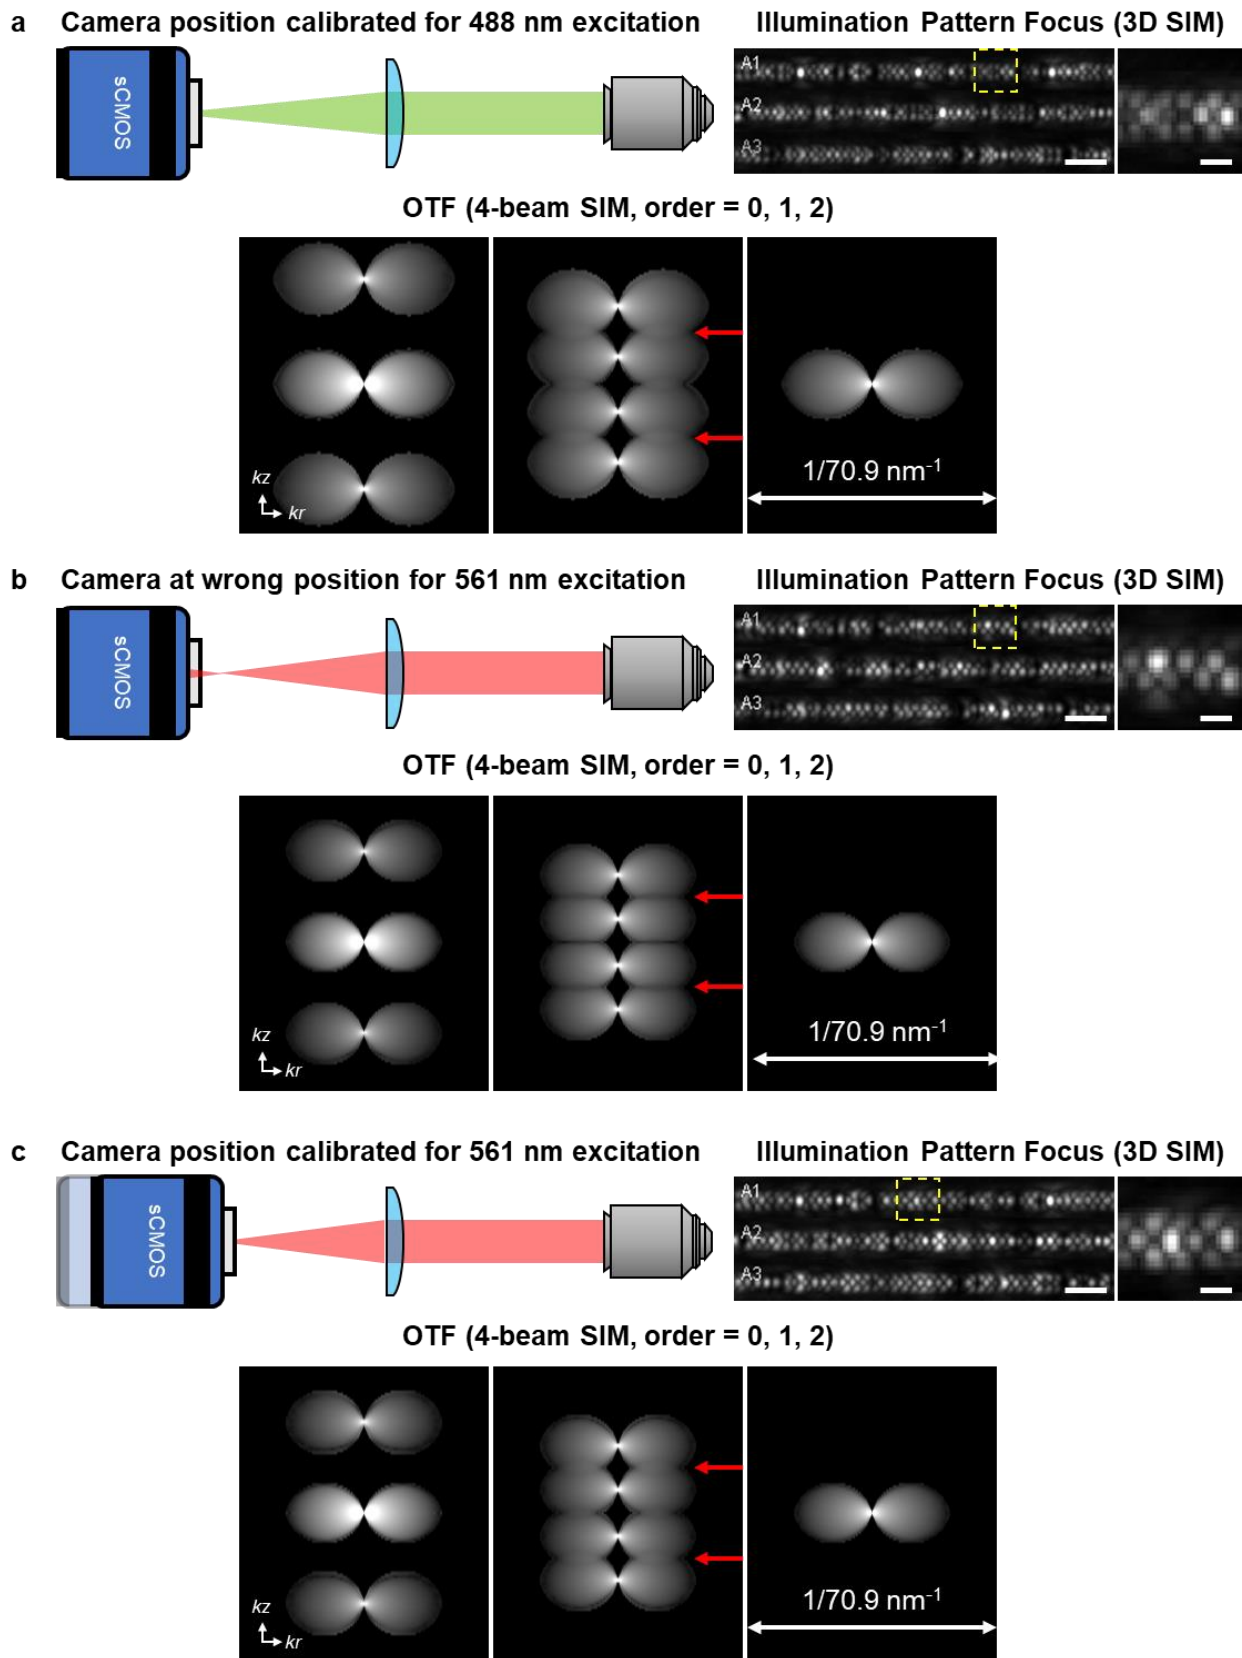 a Camera position calibrated for 488 nm excitation
Illumination Pattern Focus (3D SIM)
sCMOS
A1
A2
A3
OTF (4-beam SIM, order = 0, 1, 2)
kz
kr
1/70.9 nm⁻¹
b Camera at wrong position for 561 nm excitation
Illumination Pattern Focus (3D SIM)
sCMOS
A1
A2
A3
OTF (4-beam SIM, order = 0, 1, 2)
kz
kr
1/70.9 nm⁻¹
c Camera position calibrated for 561 nm excitation
Illumination Pattern Focus (3D SIM)
sCMOS
A1
A2
A3
OTF (4-beam SIM, order = 0, 1, 2)
kz
kr
1/70.9 nm⁻¹